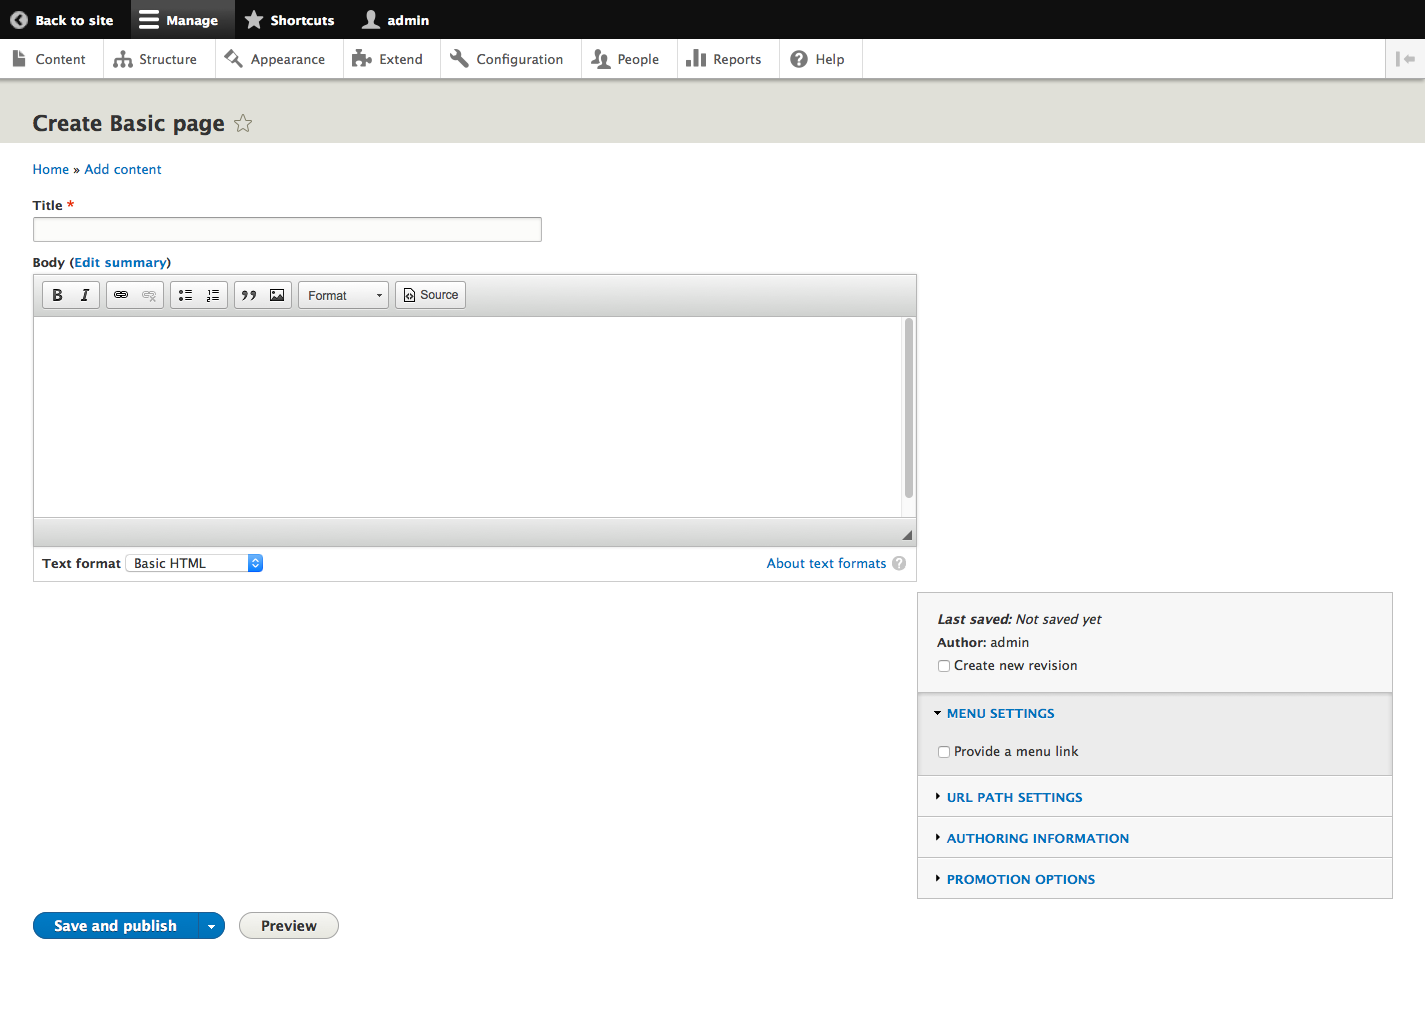 Back to site Manage Shortcuts admin
Content Structure Appearance Extend Configuration People Reports Help
Create Basic page
Home » Add content
Title *
Body (Edit summary)
B I Format Source
Text format Basic HTML About text formats ?
Last saved: Not saved yet
Author: admin
Create new revision
MENU SETTINGS
Provide a menu link
URL PATH SETTINGS
AUTHORING INFORMATION
PROMOTION OPTIONS
Save and publish Preview